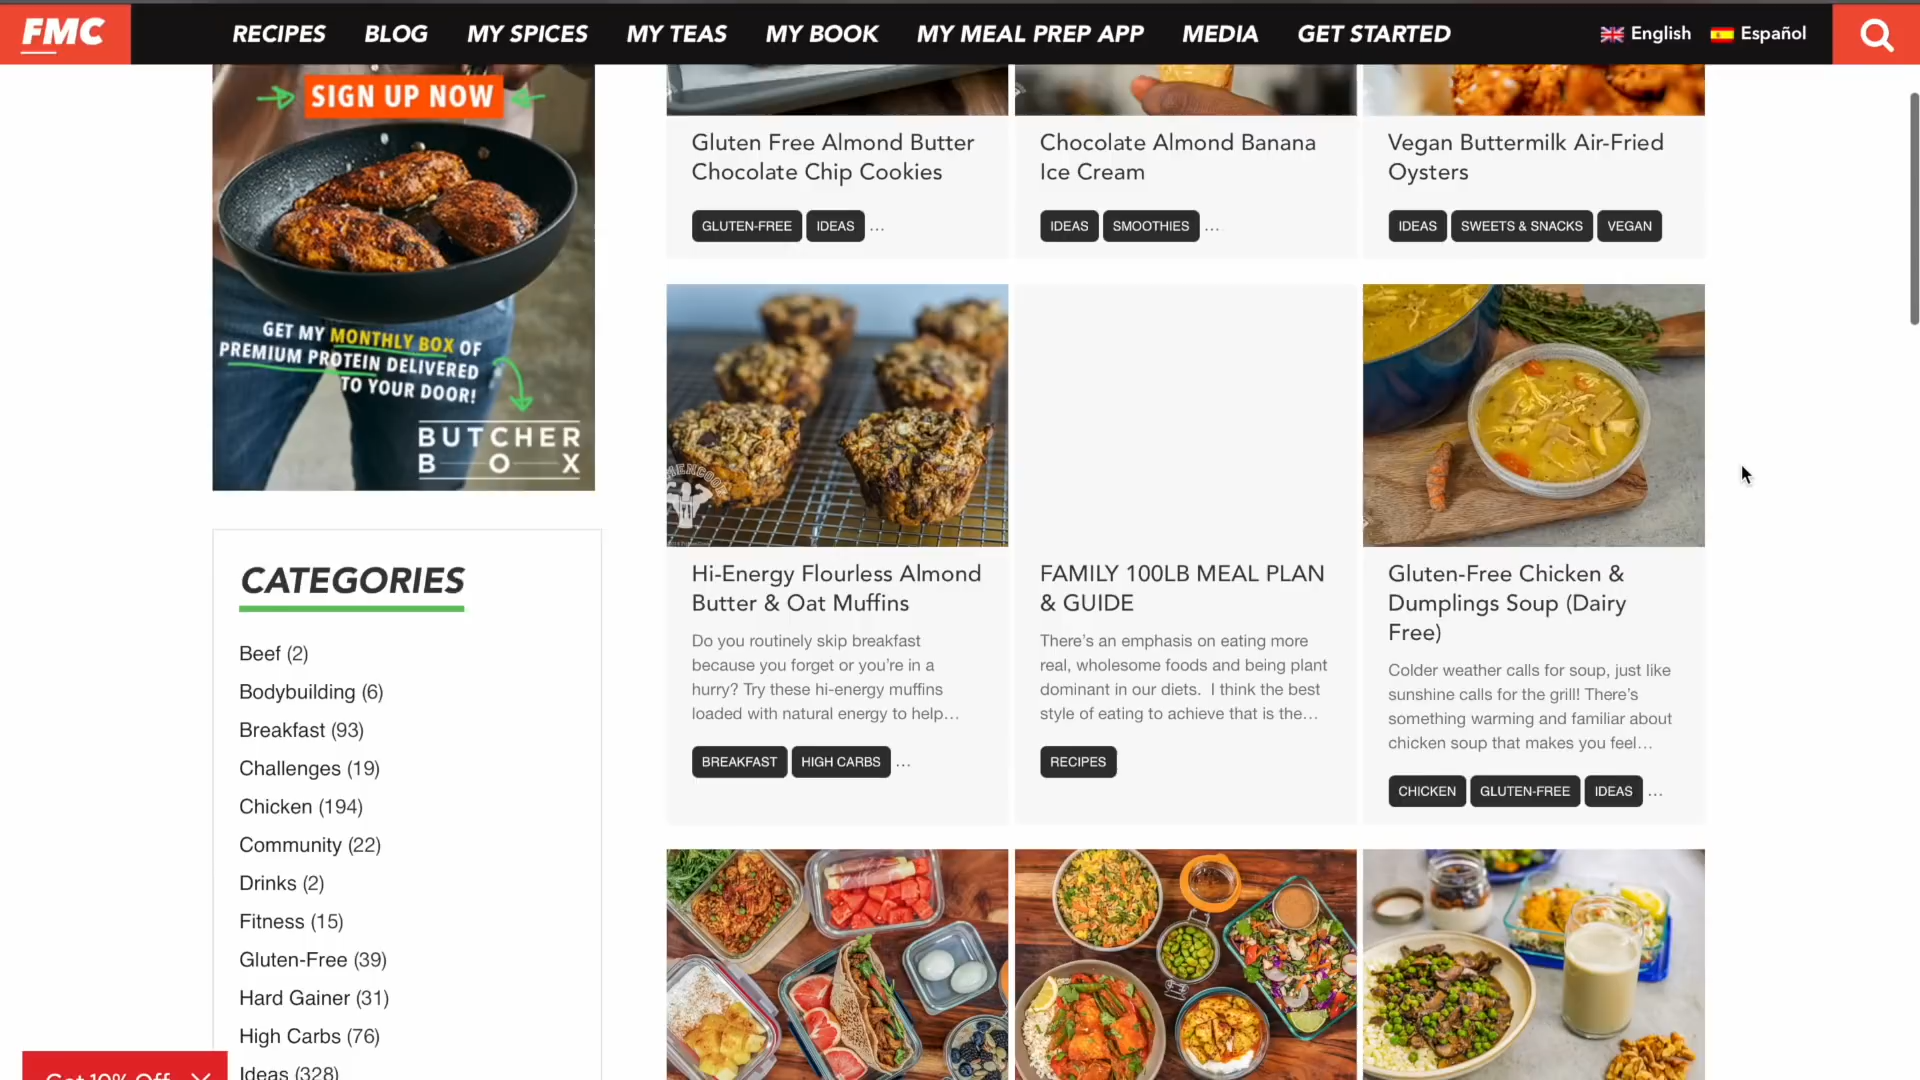 FMC
RECIPES BLOG MY SPICES MY TEAS MY BOOK MY MEAL PREP APP MEDIA GET STARTED
English Español
SIGN UP NOW
GET MY MONTHLY BOX OF
PREMIUM PROTEIN DELIVERED
TO YOUR DOOR!
BUTCHER
BOX
CATEGORIES
Beef (2)
Bodybuilding (6)
Breakfast (93)
Challenges (19)
Chicken (194)
Community (22)
Drinks (2)
Fitness (15)
Gluten-Free (39)
Hard Gainer (31)
High Carbs (76)
Ideas (328)
Get 10% Off
Gluten Free Almond Butter
Chocolate Chip Cookies
GLUTEN-FREE IDEAS ...
Chocolate Almond Banana
Ice Cream
IDEAS SMOOTHIES ...
Vegan Buttermilk Air-Fried
Oysters
IDEAS SWEETS & SNACKS VEGAN
Hi-Energy Flourless Almond
Butter & Oat Muffins
Do you routinely skip breakfast
because you forget or you’re in a
hurry? Try these hi-energy muffins
loaded with natural energy to help…
BREAKFAST HIGH CARBS ...
FAMILY 100LB MEAL PLAN
& GUIDE
There’s an emphasis on eating more
real, wholesome foods and being plant
dominant in our diets. I think the best
style of eating to achieve that is the…
RECIPES
Gluten-Free Chicken &
Dumplings Soup (Dairy
Free)
Colder weather calls for soup, just like
sunshine calls for the grill! There’s
something warming and familiar about
chicken soup that makes you feel…
CHICKEN GLUTEN-FREE IDEAS ...